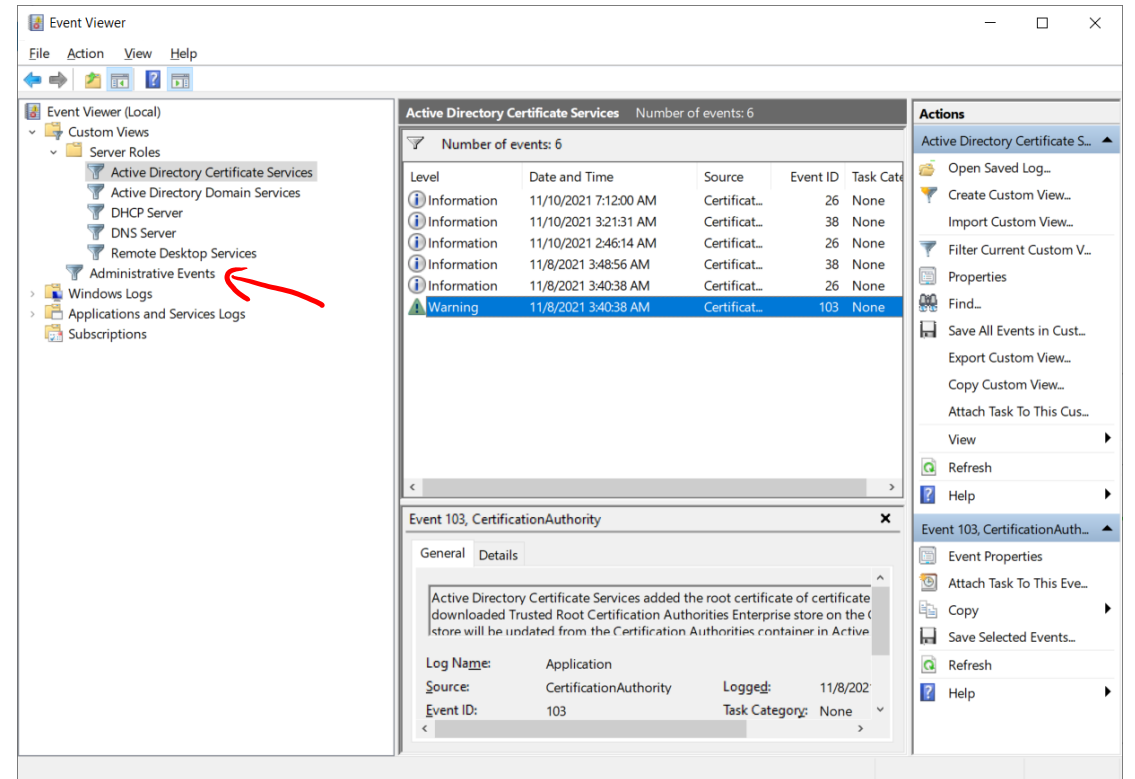 Event Viewer
File Action View Help
Event Viewer (Local)
Custom Views
Server Roles
Active Directory Certificate Services
Active Directory Domain Services
DHCP Server
DNS Server
Remote Desktop Services
Administrative Events
Windows Logs
Applications and Services Logs
Subscriptions
Active Directory Certificate Services Number of events: 6
Number of events: 6
Level Date and Time Source Event ID Task Cate
Information 11/10/2021 7:12:00 AM Certificat... 26 None
Information 11/10/2021 3:21:31 AM Certificat... 38 None
Information 11/10/2021 2:46:14 AM Certificat... 26 None
Information 11/8/2021 3:48:56 AM Certificat... 38 None
Information 11/8/2021 3:40:38 AM Certificat... 26 None
Warning 11/8/2021 3:40:38 AM Certificat... 103 None
Event 103, CertificationAuthority
General Details
Active Directory Certificate Services added the root certificate of certificate
downloaded Trusted Root Certification Authorities Enterprise store on the
store will be updated from the Certification Authorities container in Active
Log Name: Application
Source: CertificationAuthority Logged: 11/8/202
Event ID: 103 Task Category: None
Actions
Active Directory Certificate S...
Open Saved Log...
Create Custom View...
Import Custom View...
Filter Current Custom V...
Properties
Find...
Save All Events in Cust...
Export Custom View...
Copy Custom View...
Attach Task To This Cus...
View
Refresh
Help
Event 103, CertificationAuth...
Event Properties
Attach Task To This Eve...
Copy
Save Selected Events...
Refresh
Help